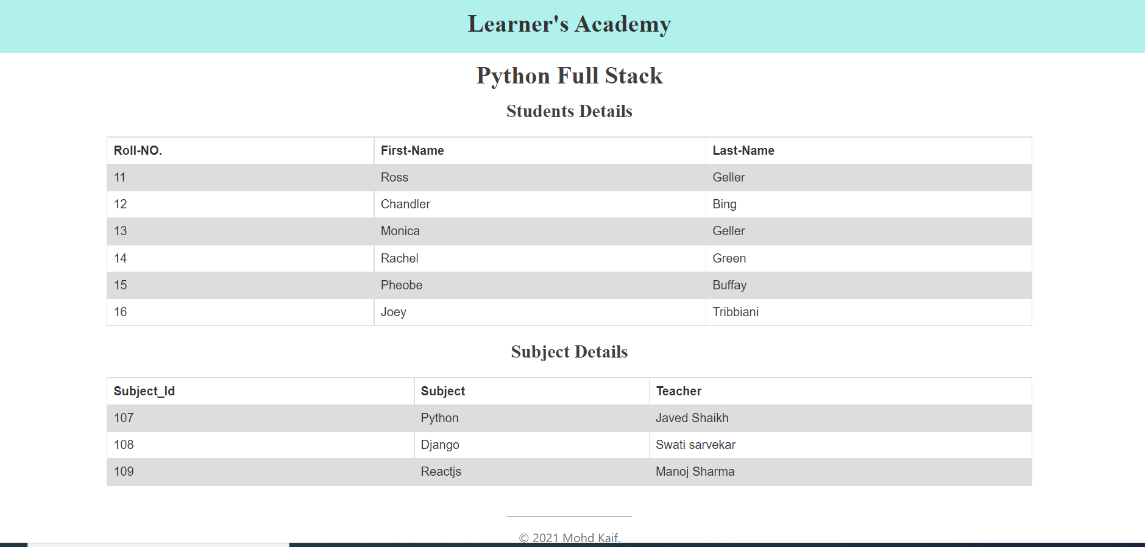 Learner's Academy
Python Full Stack
Students Details
Roll-NO. First-Name Last-Name
11 Ross Geller
12 Chandler Bing
13 Monica Geller
14 Rachel Green
15 Pheobe Buffay
16 Joey Tribbiani
Subject Details
Subject_Id Subject Teacher
107 Python Javed Shaikh
108 Django Swati sarvekar
109 Reactjs Manoj Sharma
© 2021 Mohd Kaif.